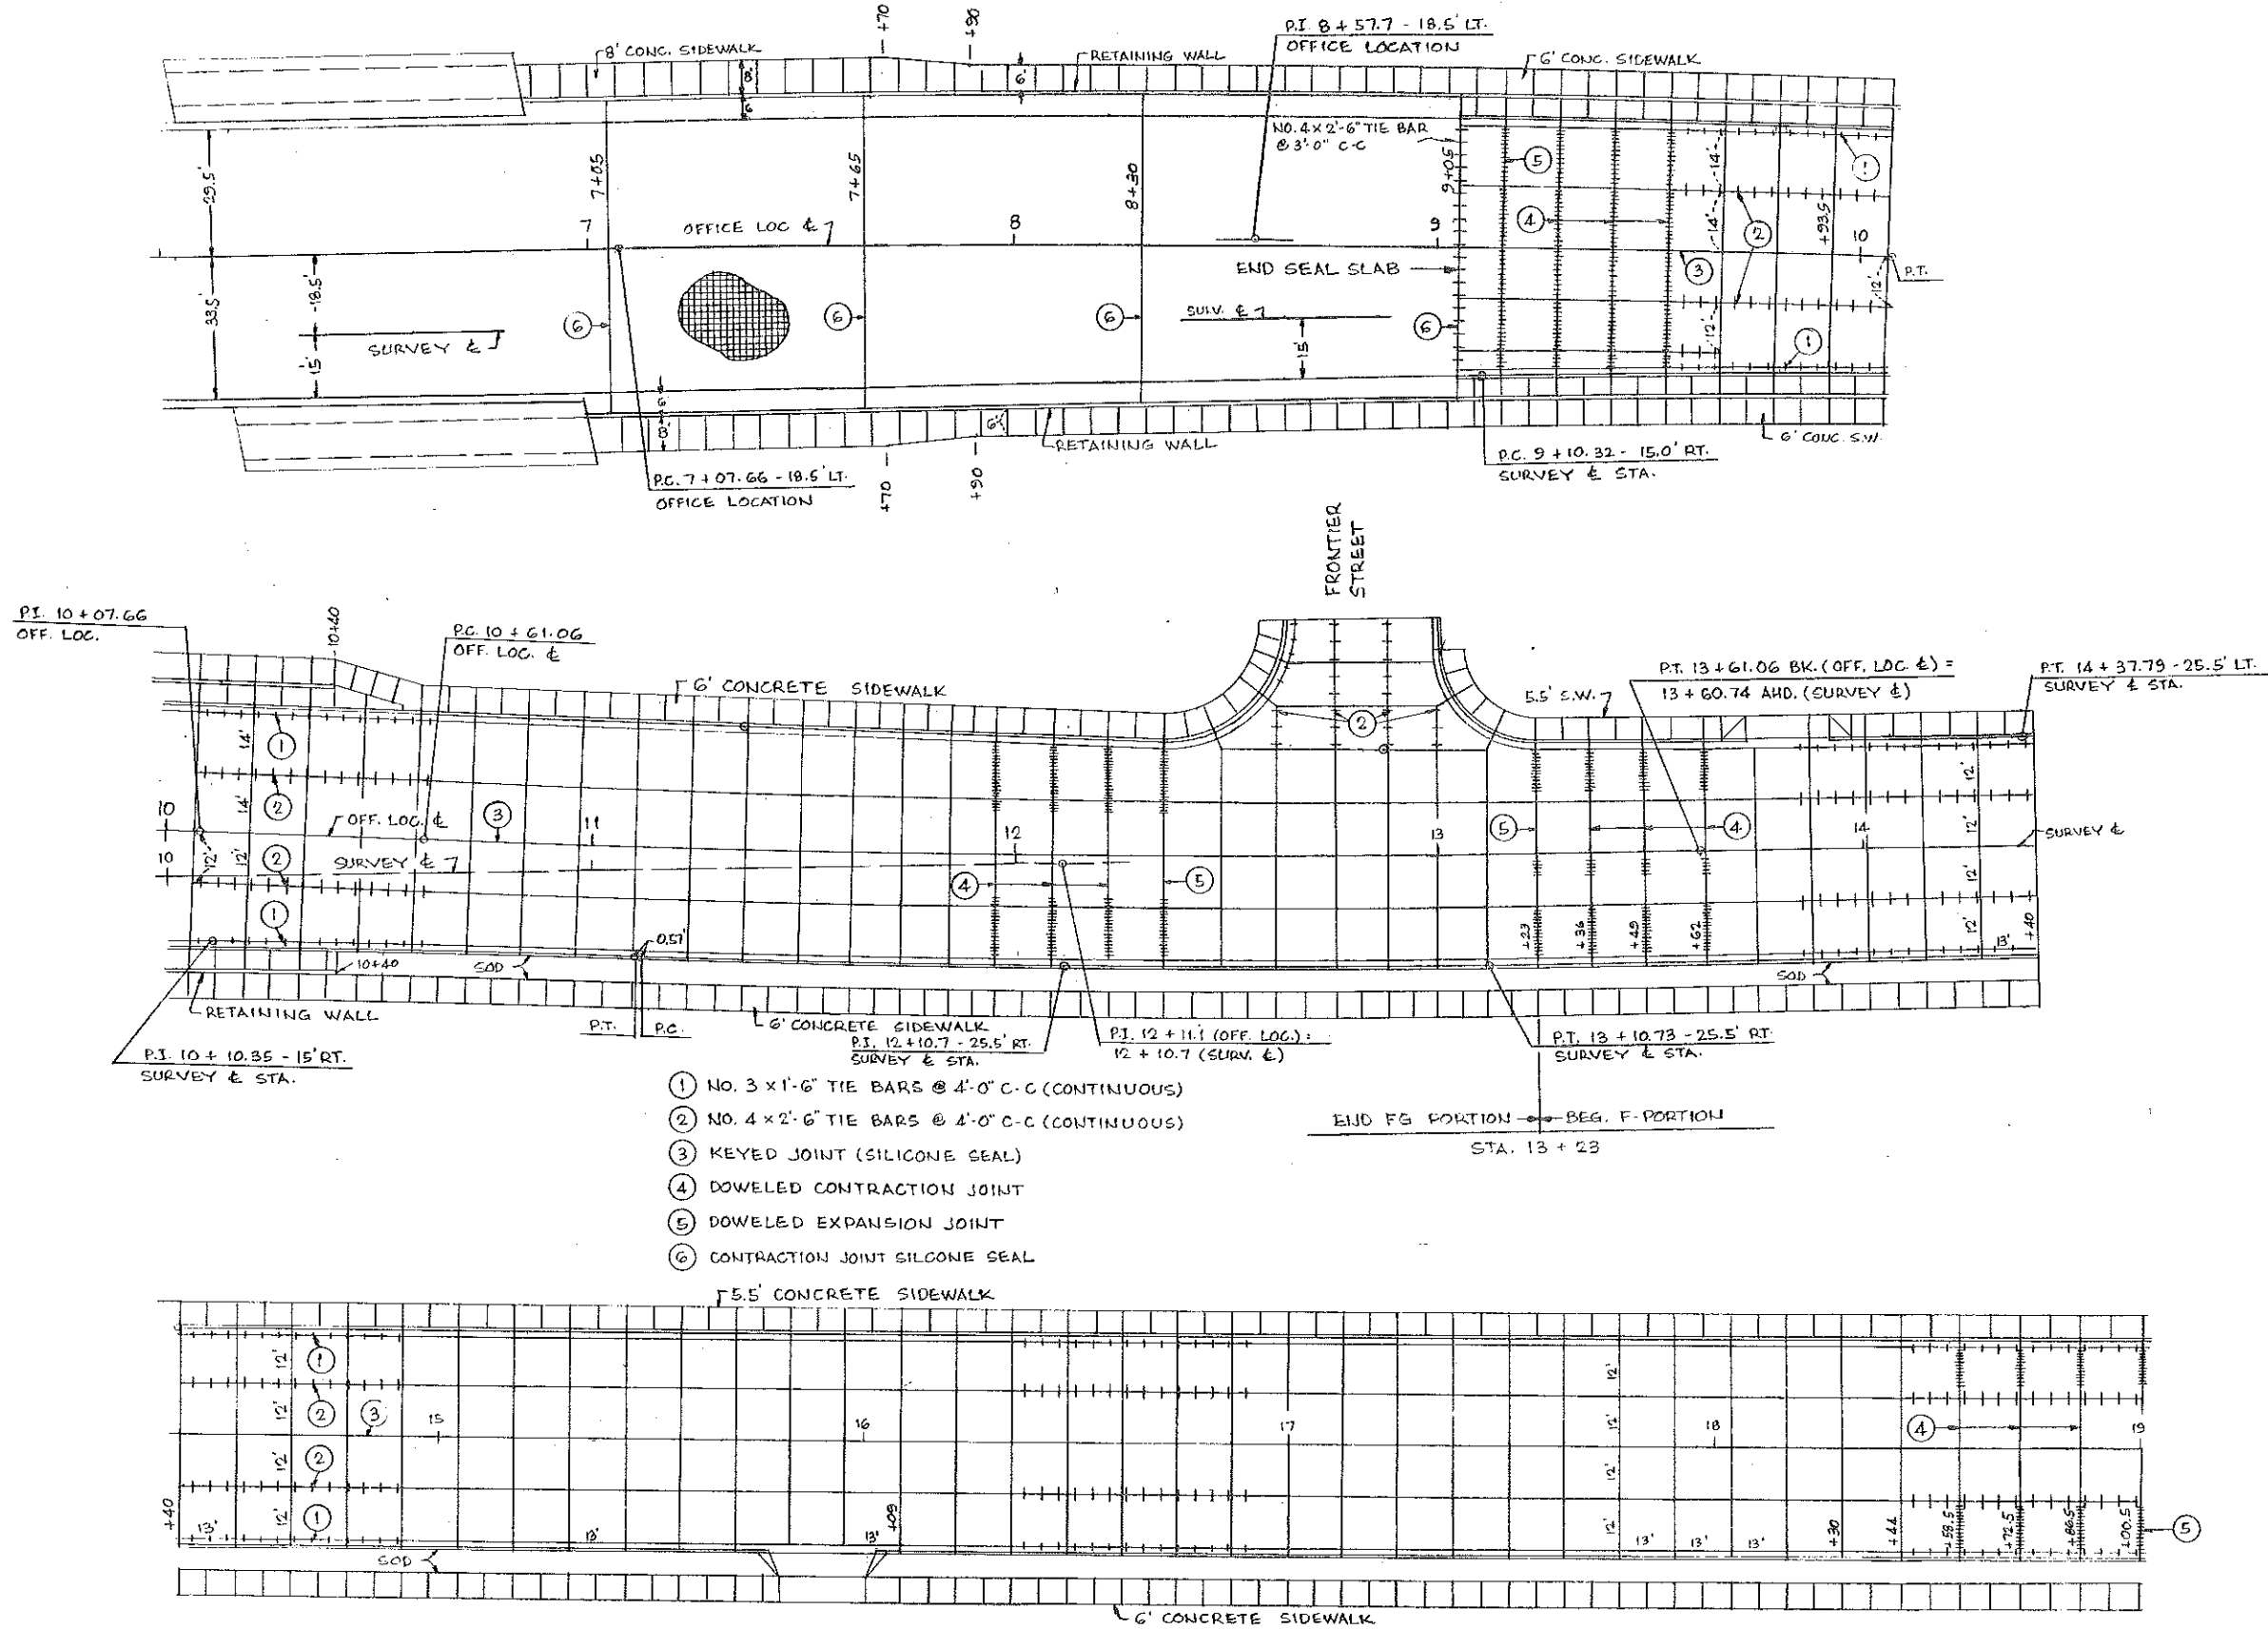 +70
+90
P.I. 8+57.7 - 18.5' LT.
OFFICE LOCATION
8' CONC. SIDEWALK
RETAINING WALL
6' CONC. SIDEWALK
8'
6'
6'
NO. 4 x 2'-6" TIE BAR
@ 3'-0" C-C
29.5'
7+05
7+65
8+30
9+05
5
14'
1
7
OFFICE LOC ℄
8
9
4
14'
2
+93.5
10
END SEAL SLAB
3
12'
P.T.
33.5'
18.5'
6
6
6
SURV. ℄
6
SURVEY ℄
15'
15'
12'
1
6'
8'
6'
RETAINING WALL
6' CONC. S.W.
P.C. 7+07.66 - 18.5' LT.
OFFICE LOCATION
+70
+90
P.C. 9+10.32 - 15.0' RT.
SURVEY ℄ STA.
FRONTIER
STREET
P.I. 10+07.66
OFF. LOC.
10+40
P.C. 10+61.06
OFF. LOC. ℄
6' CONCRETE SIDEWALK
5.5' S.W.
P.T. 13+61.06 BK. (OFF. LOC ℄) =
13+60.74 AHD. (SURVEY ℄)
P.T. 14+37.79 - 25.5' LT.
SURVEY ℄ STA.
14'
1
2
12'
14'
2
12'
10
OFF. LOC. ℄
3
11
12
13
5
4
14
12'
SURVEY ℄
10
12'
12'
2
SURVEY ℄
4
5
12'
1
+23
+36
+49
+62
12'
13'
+40
10+40
SOD
0.57'
SOD
RETAINING WALL
P.T.
P.C.
6' CONCRETE SIDEWALK
P.I. 10+10.35 - 15' RT.
SURVEY ℄ STA.
P.I. 12+10.7 - 25.5' RT.
SURVEY ℄ STA.
P.I. 12+11.1 (OFF. LOC.) =
12+10.7 (SURV. ℄)
P.T. 13+10.73 - 25.5' RT.
SURVEY ℄ STA.
1 NO. 3 x 1'-6" TIE BARS @ 4'-0" C-C (CONTINUOUS)
2 NO. 4 x 2'-6" TIE BARS @ 4'-0" C-C (CONTINUOUS)
3 KEYED JOINT (SILICONE SEAL)
4 DOWELED CONTRACTION JOINT
5 DOWELED EXPANSION JOINT
6 CONTRACTION JOINT SILCONE SEAL
END FG PORTION
BEG. F-PORTION
STA. 13+23
5.5' CONCRETE SIDEWALK
12'
1
12'
12'
2
3
15
16
17
12'
18
4
19
12'
2
12'
+40
13'
12'
1
13'
13'
+09
12'
13'
13'
13'
+30
+44
+58.5
+72.5
+86.5
+100.5
5
SOD
6' CONCRETE SIDEWALK